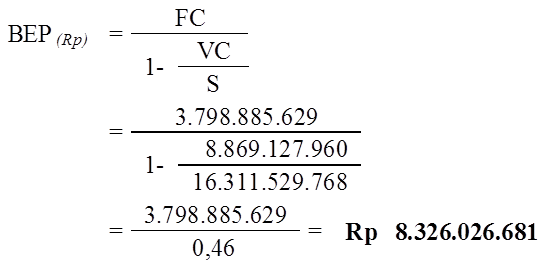 FC
BEP (Rp) =
1- VC
S
3.798.885.629
=
1- 8.869.127.960
16.311.529.768
3.798.885.629
= = Rp 8.326.026.681
0,46